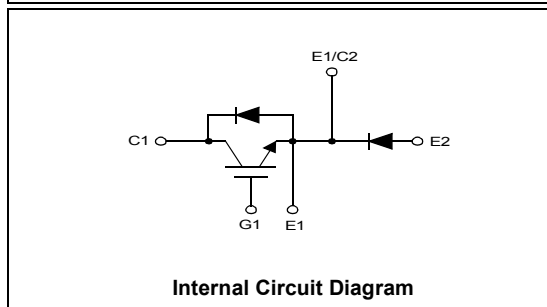 E1/C2
C1
E2
G1
E1
Internal Circuit Diagram